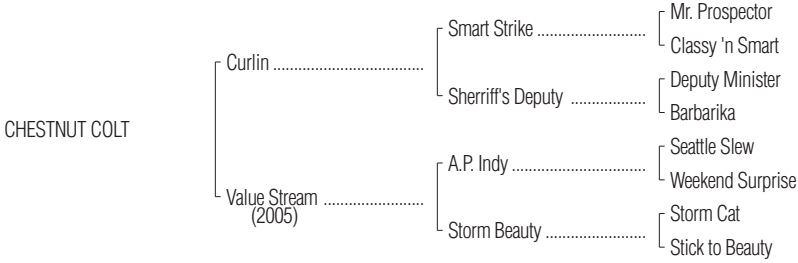 Mr. Prospector
Smart Strike ........................
Classy 'n Smart
Curlin ..................................
Deputy Minister
Sherriff's Deputy .................
Barbarika
CHESTNUT COLT
Seattle Slew
A.P. Indy ..............................
Weekend Surprise
Value Stream .......................
(2005)
Storm Cat
Storm Beauty .......................
Stick to Beauty